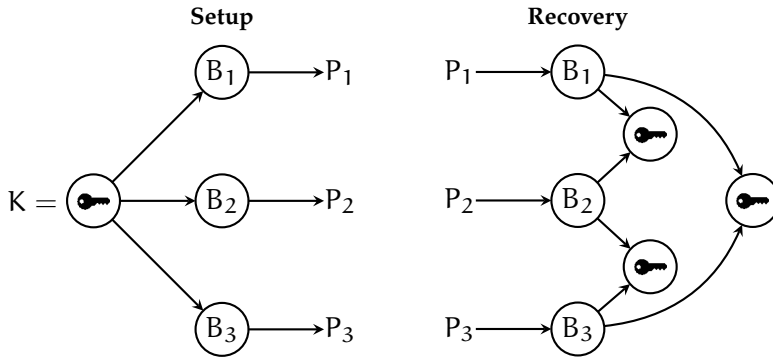 Setup
Recovery
B₁ P₁
P₁ B₁
K = B₂ P₂
P₂ B₂
B₃ P₃
P₃ B₃